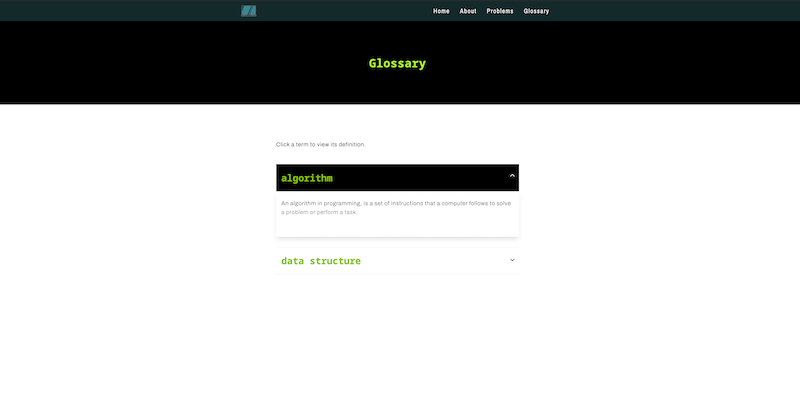 Home About Problems Glossary
Glossary
Click a term to view its definition.
algorithm
An algorithm in programming, is a set of instructions that a computer follows to solve
a problem or perform a task.
data structure